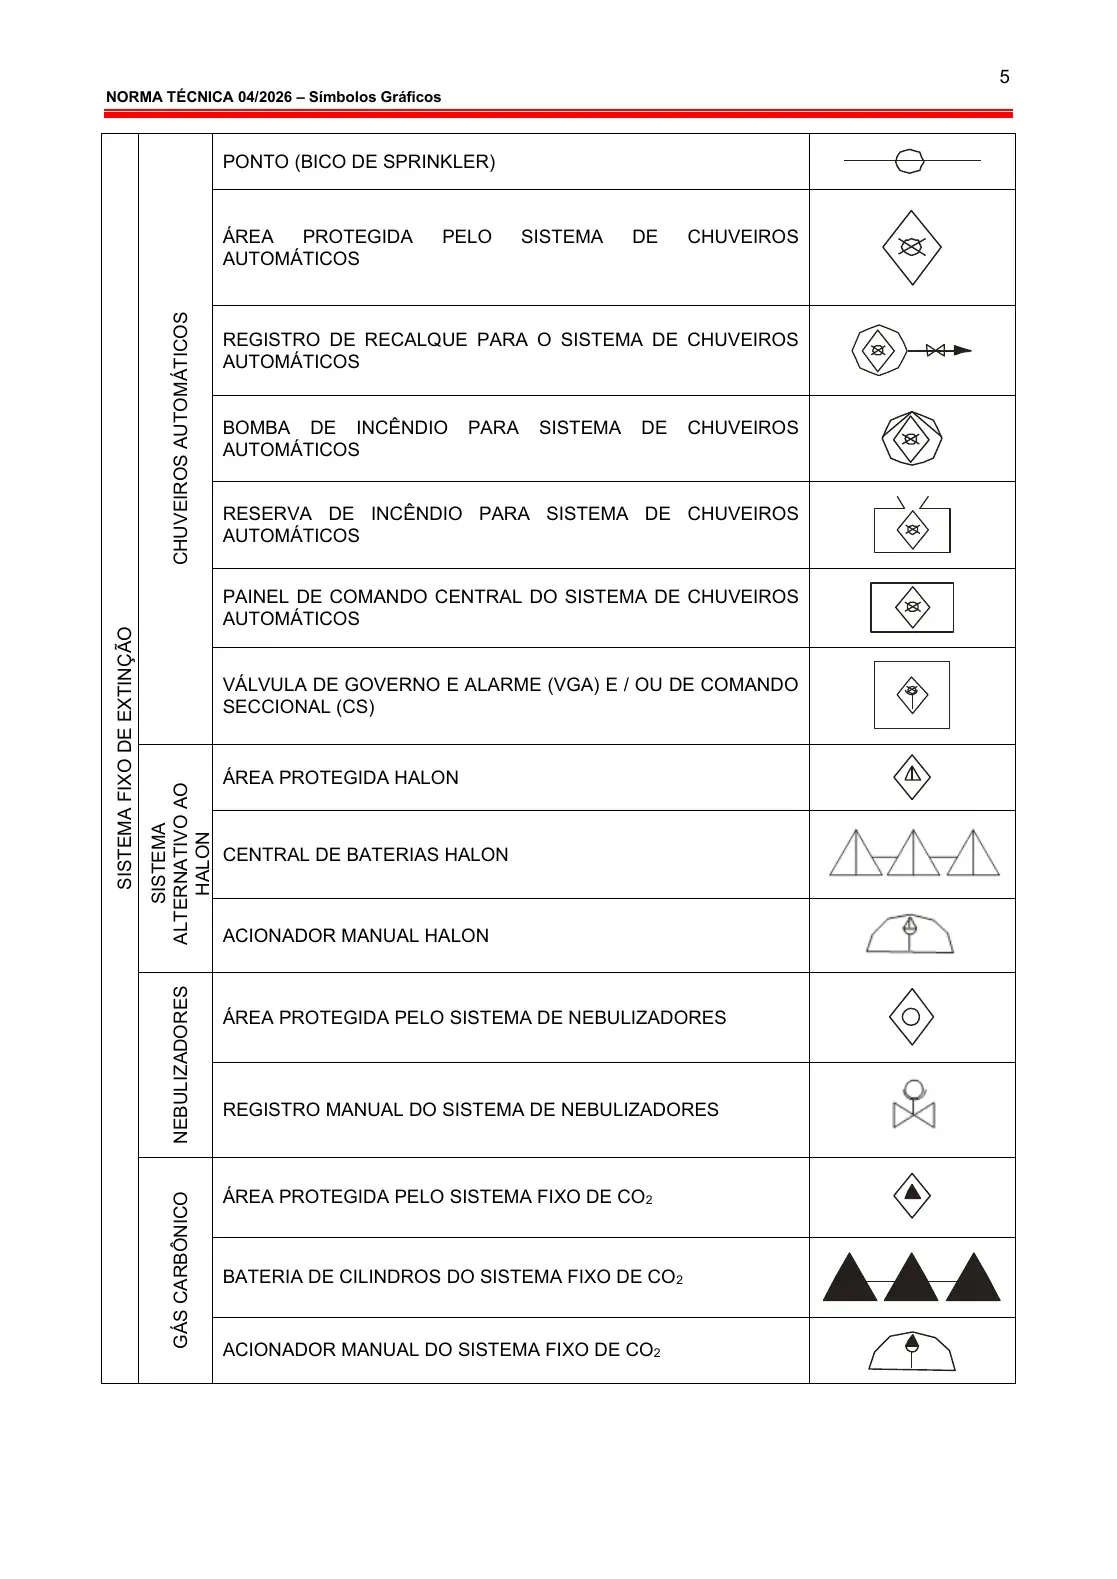 5
NORMA TÉCNICA 04/2026 – Símbolos Gráficos
SISTEMA FIXO DE EXTINÇÃO
CHUVEIROS AUTOMÁTICOS
PONTO (BICO DE SPRINKLER)
ÁREA PROTEGIDA PELO SISTEMA DE CHUVEIROS
AUTOMÁTICOS
REGISTRO DE RECALQUE PARA O SISTEMA DE CHUVEIROS
AUTOMÁTICOS
BOMBA DE INCÊNDIO PARA SISTEMA DE CHUVEIROS
AUTOMÁTICOS
RESERVA DE INCÊNDIO PARA SISTEMA DE CHUVEIROS
AUTOMÁTICOS
PAINEL DE COMANDO CENTRAL DO SISTEMA DE CHUVEIROS
AUTOMÁTICOS
VÁLVULA DE GOVERNO E ALARME (VGA) E / OU DE COMANDO
SECCIONAL (CS)
SISTEMA
ALTERNATIVO AO
HALON
ÁREA PROTEGIDA HALON
CENTRAL DE BATERIAS HALON
ACIONADOR MANUAL HALON
NEBULIZADORES
ÁREA PROTEGIDA PELO SISTEMA DE NEBULIZADORES
REGISTRO MANUAL DO SISTEMA DE NEBULIZADORES
GÁS CARBÔNICO
ÁREA PROTEGIDA PELO SISTEMA FIXO DE CO₂
BATERIA DE CILINDROS DO SISTEMA FIXO DE CO₂
ACIONADOR MANUAL DO SISTEMA FIXO DE CO₂